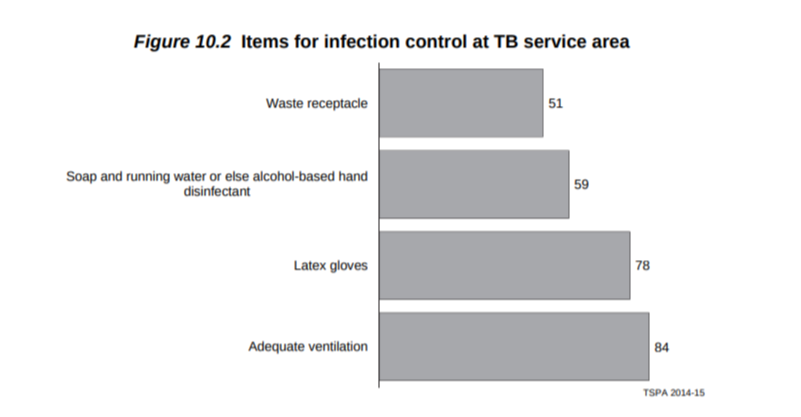 Figure 10.2 Items for infection control at TB service area
Waste receptacle
51
Soap and running water or else alcohol-based hand
disinfectant
59
Latex gloves
78
Adequate ventilation
84
TSPA 2014-15